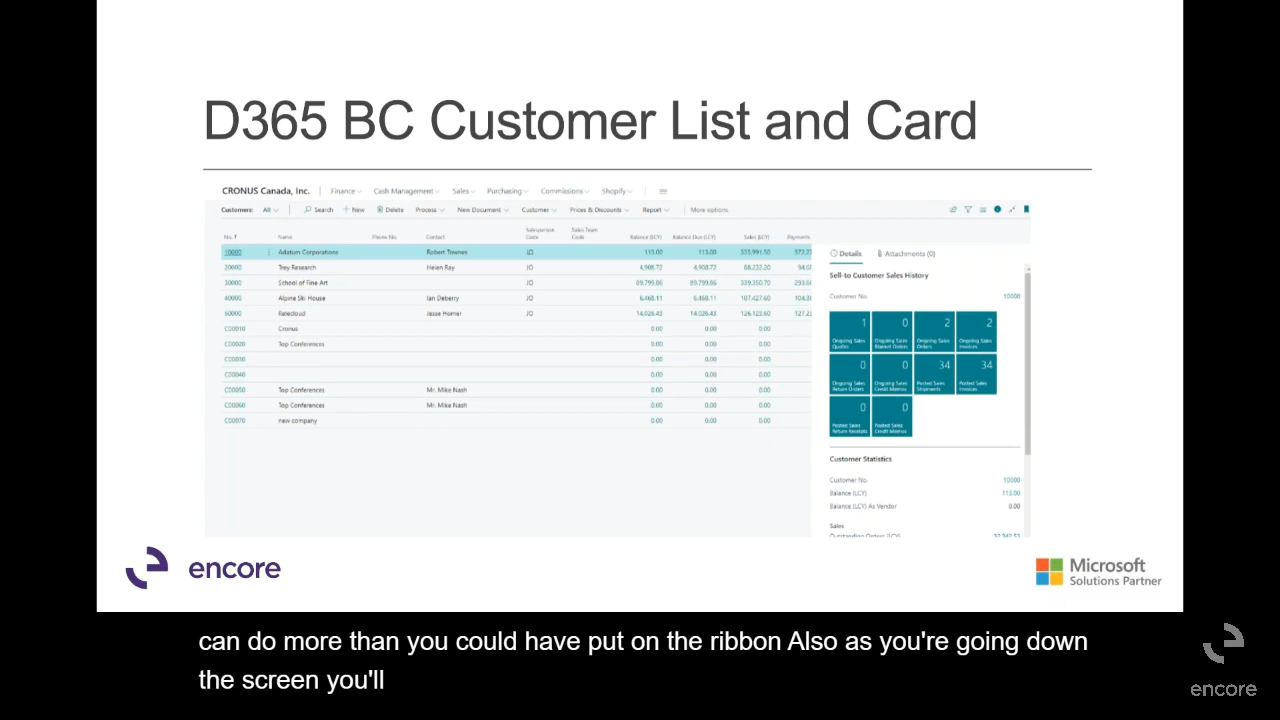 D365 BC Customer List and Card
CRONUS Canada, Inc. Finance Cash Management Sales Purchasing Commissions Shopify
Customers: All Search + New Delete Process New Document Customer Prices & Discounts Report More options
No. ↑ Name Phone No. Contact Salesperson Code Sales Team Code Balance (LCY) Balance Due (LCY) Sales (LCY) Payments
10000 Adatum Corporations Robert Townes JO 113.00 113.00 333,991.50
20000 Trey Research Helen Ray JO 4,908.72 4,908.72 88,232.20
30000 School of Fine Art JO 89,799.86 89,799.86 339,350.70
40000 Alpine Ski House Ian Deberry JO 6,468.11 6,468.11 107,427.60
50000 Relecloud Jesse Homer JO 14,026.43 14,026.43 126,123.60
C00010 Cronus 0.00 0.00 0.00
C00020 Top Conferences 0.00 0.00 0.00
C00030 0.00 0.00 0.00
C00040 0.00 0.00 0.00
C00050 Top Conferences Mr. Mike Nash 0.00 0.00 0.00
C00060 Top Conferences Mr. Mike Nash 0.00 0.00 0.00
C00070 new company 0.00 0.00 0.00
Details Attachments (0)
Sell-to Customer Sales History
Customer No. 10000
1 0 2 2
Ongoing Sales Quotes Ongoing Sales Blanket Orders Ongoing Sales Orders Ongoing Sales Invoices
0 0 34 34
Ongoing Sales Return Orders Ongoing Sales Credit Memos Posted Sales Shipments Posted Sales Invoices
0 0
Posted Sales Return Receipts Posted Sales Credit Memos
Customer Statistics
Customer No. 10000
Balance (LCY) 113.00
Balance (LCY) As Vendor 0.00
Sales
Outstanding Orders (LCY)
encore
Microsoft
Solutions Partner
can do more than you could have put on the ribbon Also as you're going down
the screen you'll
encore